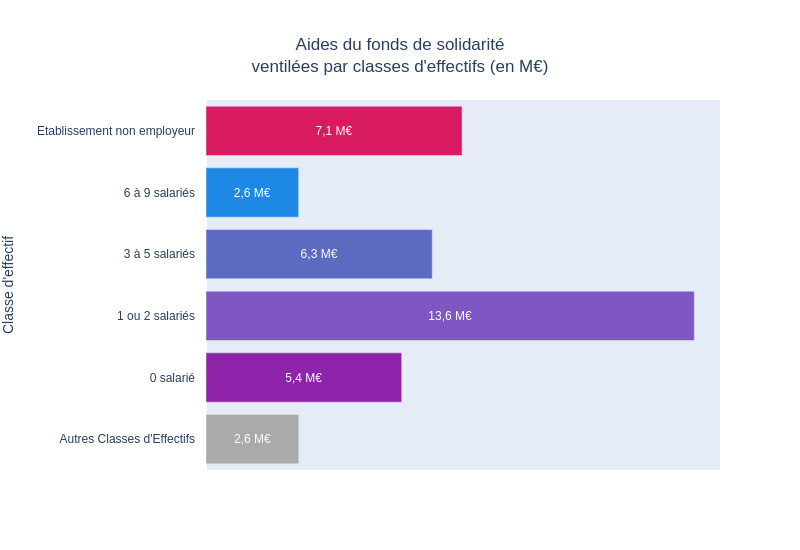 Aides du fonds de solidarité
ventilées par classes d'effectifs (en M€)
Classe d'effectif
Etablissement non employeur
7,1 M€
6 à 9 salariés
2,6 M€
3 à 5 salariés
6,3 M€
1 ou 2 salariés
13,6 M€
0 salarié
5,4 M€
Autres Classes d'Effectifs
2,6 M€